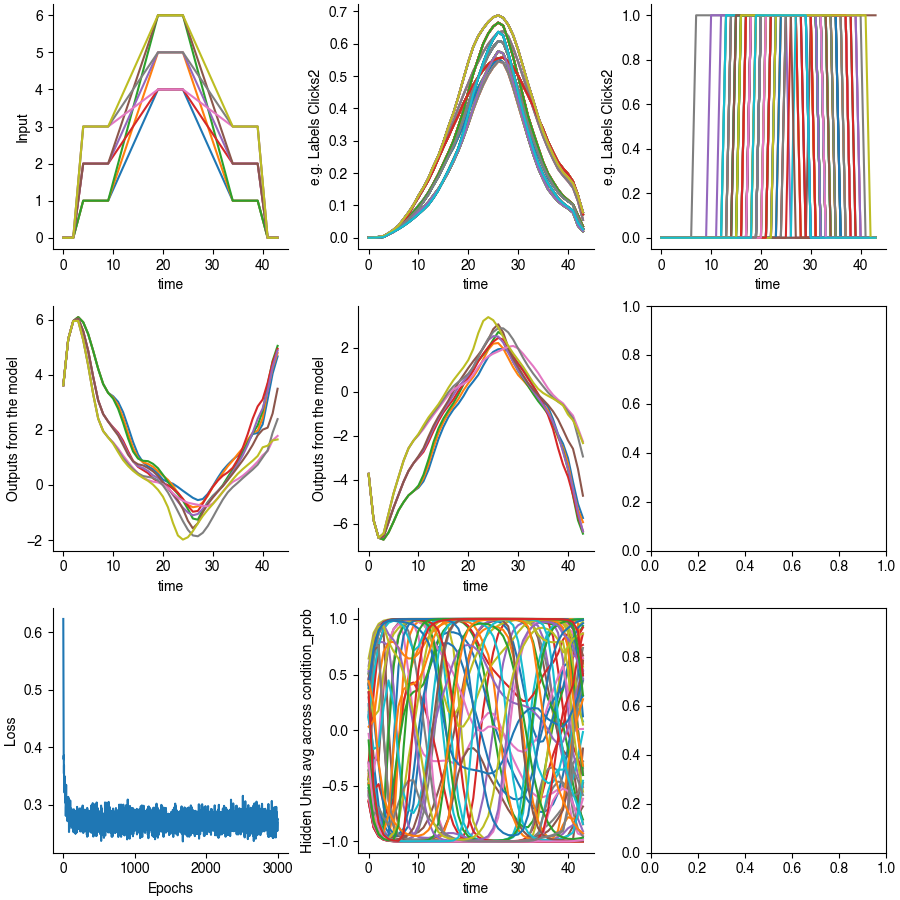 6
5
4
3
2
1
0
Input
0 10 20 30 40
time
0.7
0.6
0.5
0.4
0.3
0.2
0.1
0.0
e.g. Labels Clicks2
0 10 20 30 40
time
1.0
0.8
0.6
0.4
0.2
0.0
e.g. Labels Clicks2
0 10 20 30 40
time
6
4
2
0
−2
Outputs from the model
0 10 20 30 40
time
2
0
−2
−4
−6
Outputs from the model
0 10 20 30 40
time
1.0
0.8
0.6
0.4
0.2
0.0
0.0 0.2 0.4 0.6 0.8 1.0
0.6
0.5
0.4
0.3
Loss
0 1000 2000 3000
Epochs
1.0
0.5
0.0
−0.5
−1.0
Hidden Units avg across condition_prob
0 10 20 30 40
time
1.0
0.8
0.6
0.4
0.2
0.0
0.0 0.2 0.4 0.6 0.8 1.0